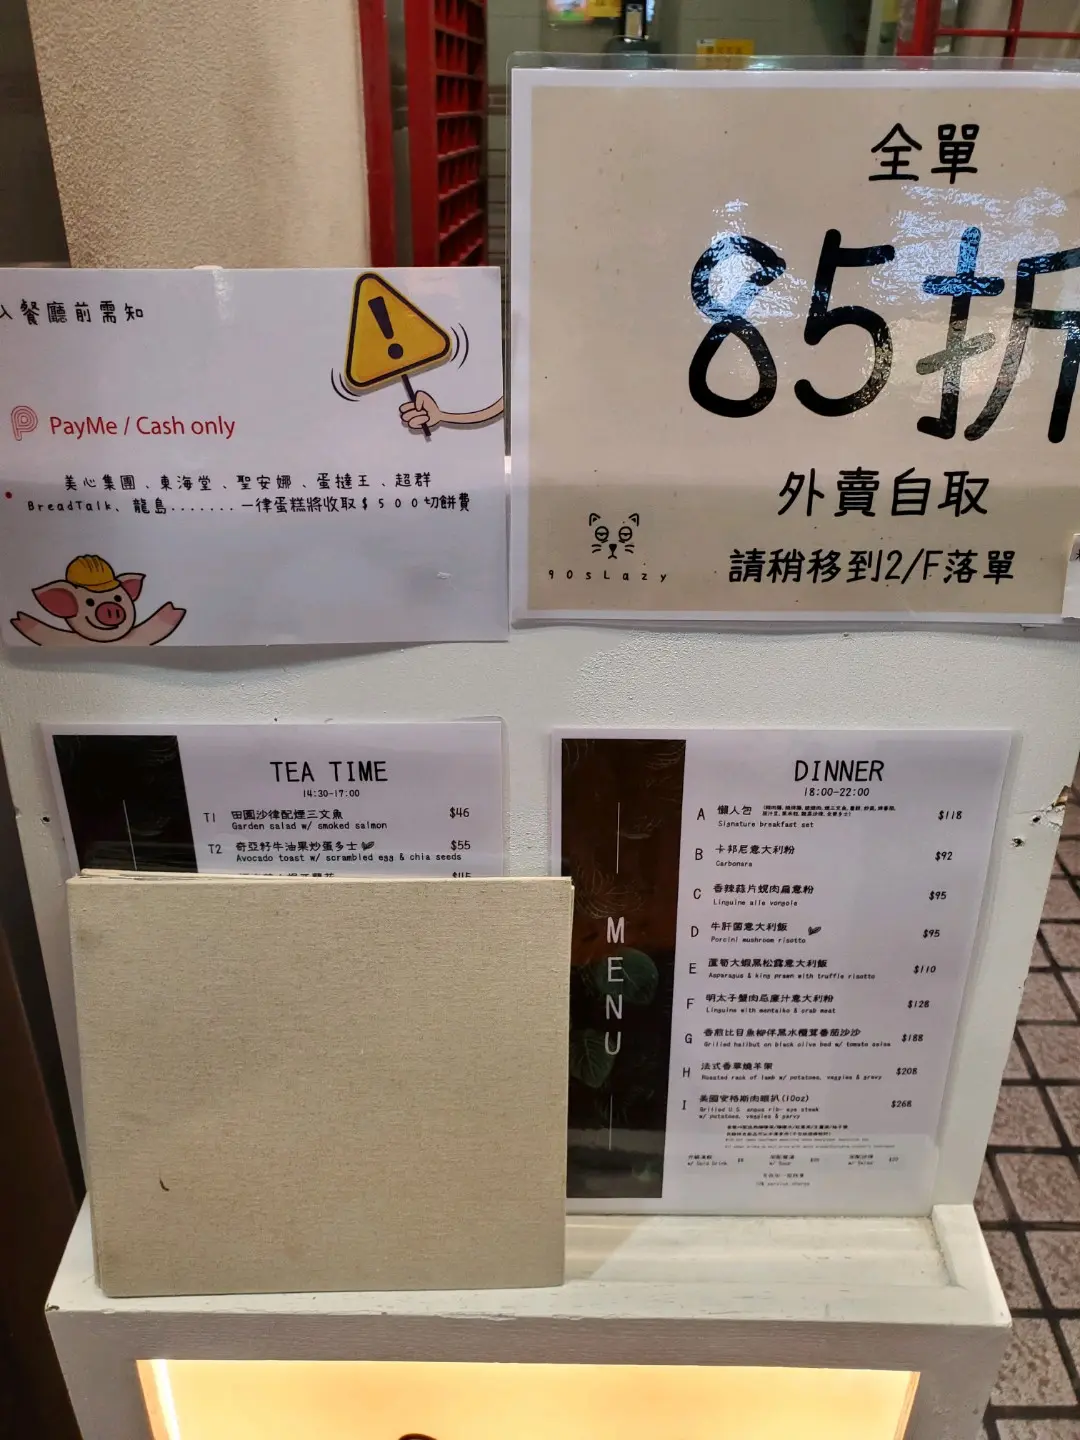 入餐廳前需知
PayMe / Cash only
美心集團、東海堂、聖安娜、蛋撻王、超群
BreadTalk、龍島.......一律蛋糕將收取$500切餅費
全單
85折
外賣自取
請稍移到2/F落單
90sLazy
TEA TIME
14:30-17:00
T1 田園沙律配煙三文魚 $46
Garden salad w/ smoked salmon
T2 奇亞籽牛油果炒蛋多士 $55
Avocado toast w/ scrambled egg & chia seeds
MENU
DINNER
18:00-22:00
A 懶人包 $118
Signature breakfast set
B 卡邦尼意大利粉 $92
Carbonara
C 香辣蒜片蜆肉扁意粉 $95
Linguine alle vongole
D 牛肝菌意大利飯 $95
Porcini mushroom risotto
E 蘆筍大蝦黑松露意大利飯 $110
Asparagus & king prawn with truffle risotto
F 明太子蟹肉忌廉汁意大利粉 $128
Linguine with mentaiko & crab meat
G 香煎比目魚柳伴黑水欖茸番茄沙沙 $188
Grilled halibut on black olive bed w/ tomato salsa
H 法式香草燒羊架 $208
Roasted rack of lamb w/ potatoes, veggies & gravy
I 美國安格斯肉眼扒(10oz) $268
Grilled U.S. angus rib-eye steak
w/ potatoes, veggies & gravy
10% service charge